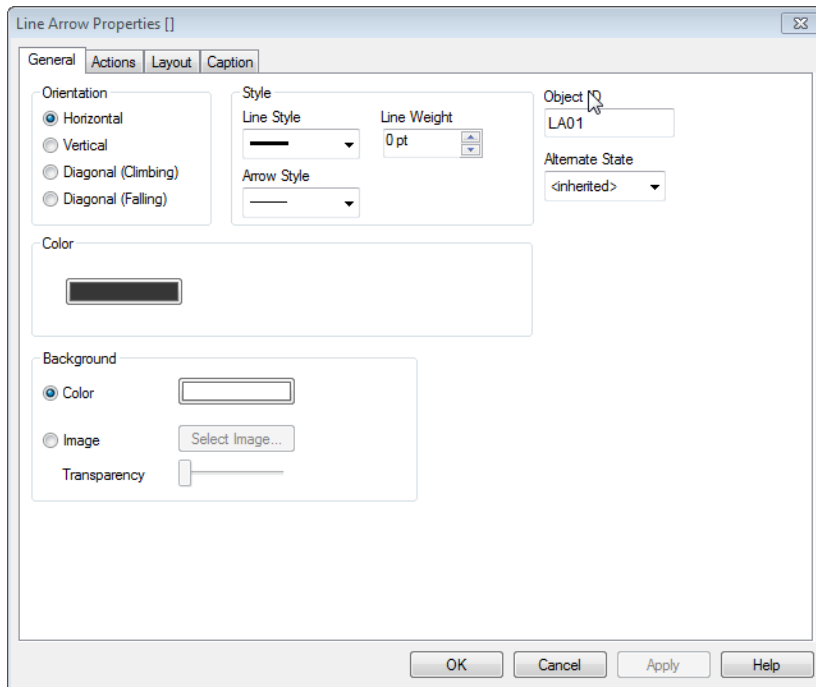 Line Arrow Properties []
General
Actions
Layout
Caption
Orientation
Horizontal
Vertical
Diagonal (Climbing)
Diagonal (Falling)
Style
Line Style
Line Weight
0 pt
Arrow Style
Object
LA01
Alternate State
<inherited>
Color
Background
Color
Image
Select Image...
Transparency
OK
Cancel
Apply
Help